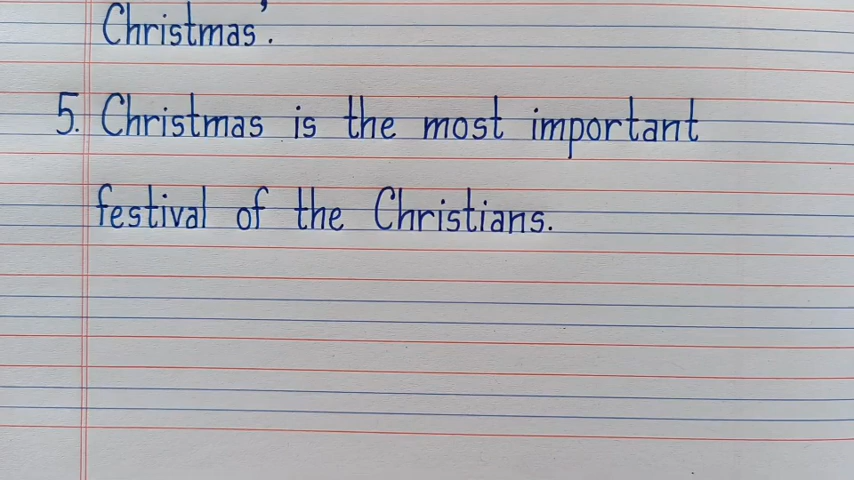 Christmas'.
5. Christmas is the most important
festival of the Christians.